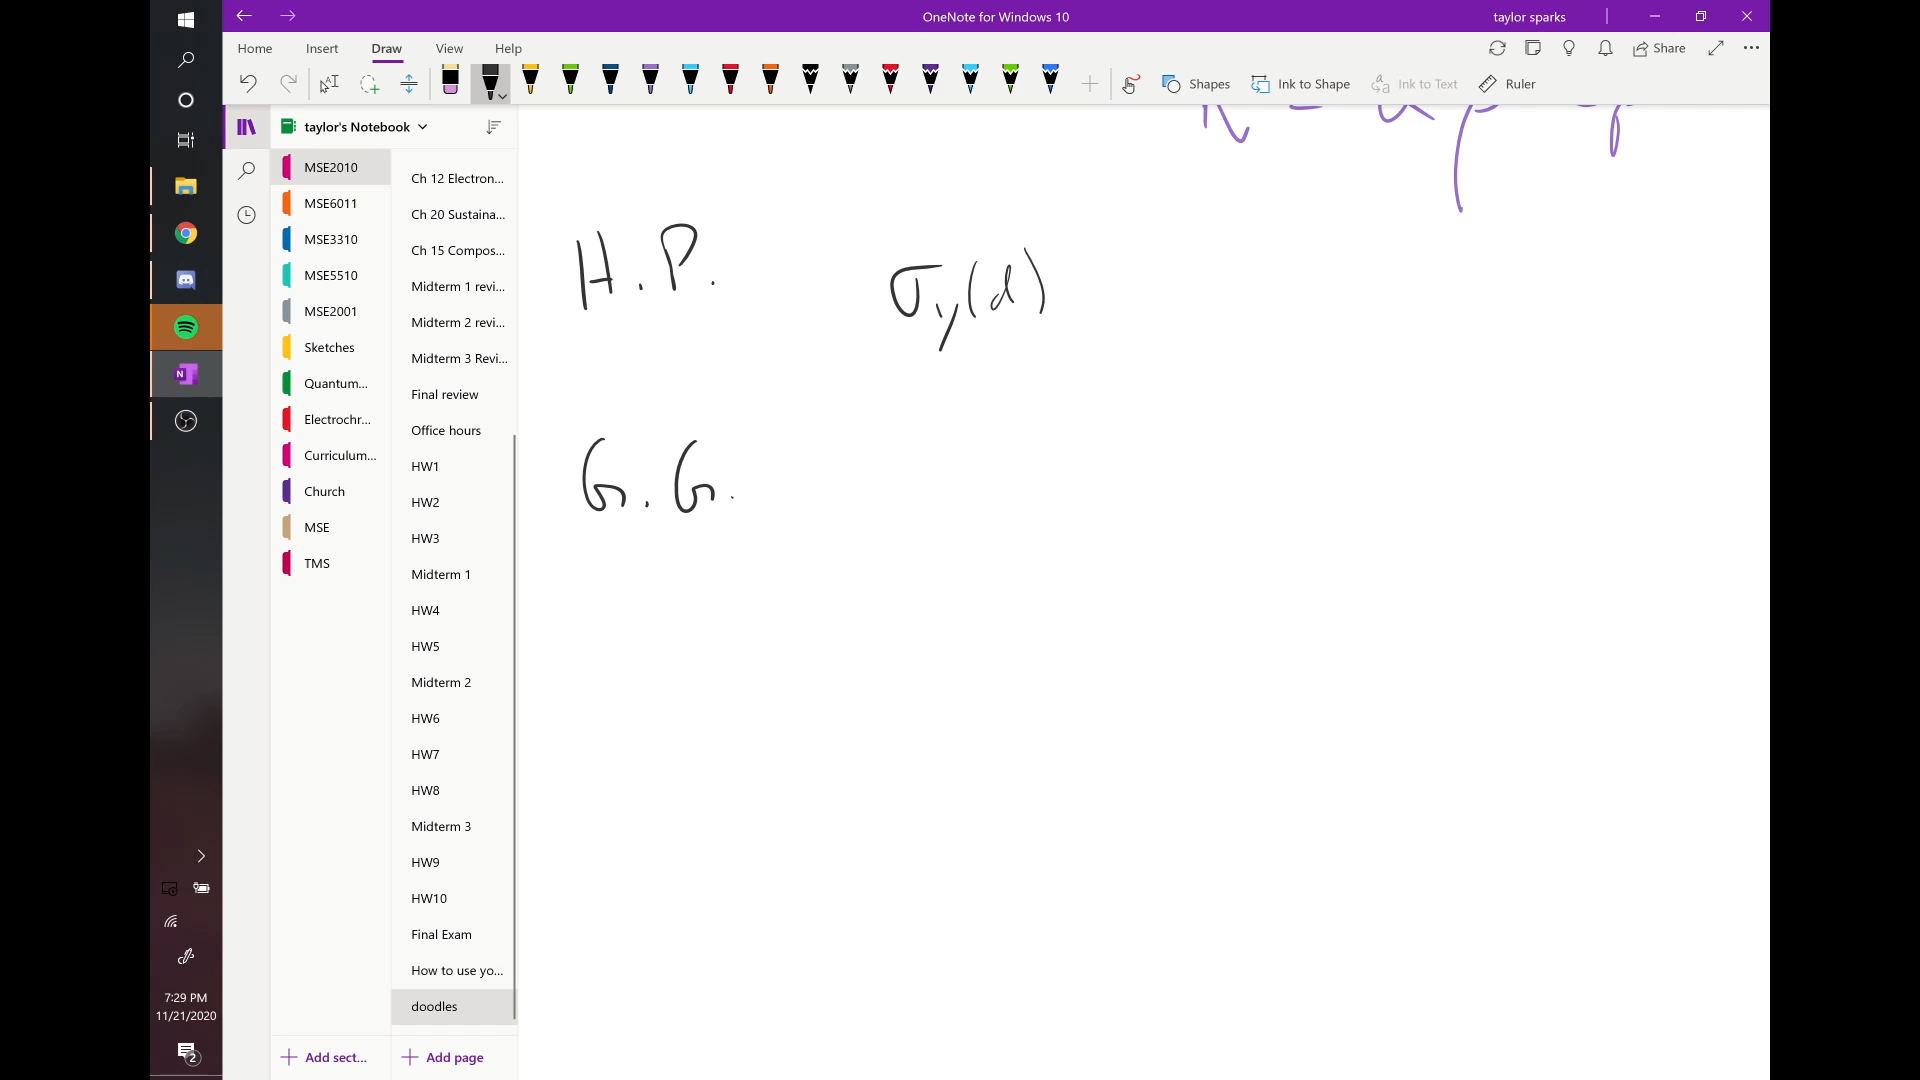 OneNote for Windows 10
taylor sparks
Home Insert Draw View Help
Share
Shapes Ink to Shape Ink to Text Ruler
taylor's Notebook
MSE2010
MSE6011
MSE3310
MSE5510
MSE2001
Sketches
Quantum...
Electrochr...
Curriculum...
Church
MSE
TMS
Ch 12 Electron...
Ch 20 Sustaina...
Ch 15 Compos...
Midterm 1 revi...
Midterm 2 revi...
Midterm 3 Revi...
Final review
Office hours
HW1
HW2
HW3
Midterm 1
HW4
HW5
Midterm 2
HW6
HW7
HW8
Midterm 3
HW9
HW10
Final Exam
How to use yo...
doodles
Add sect...
Add page
H.P. σy(d)
G.G.
7:29 PM
11/21/2020
2